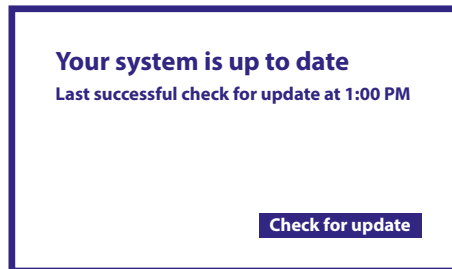 Your system is up to date
Last successful check for update at 1:00 PM
Check for update